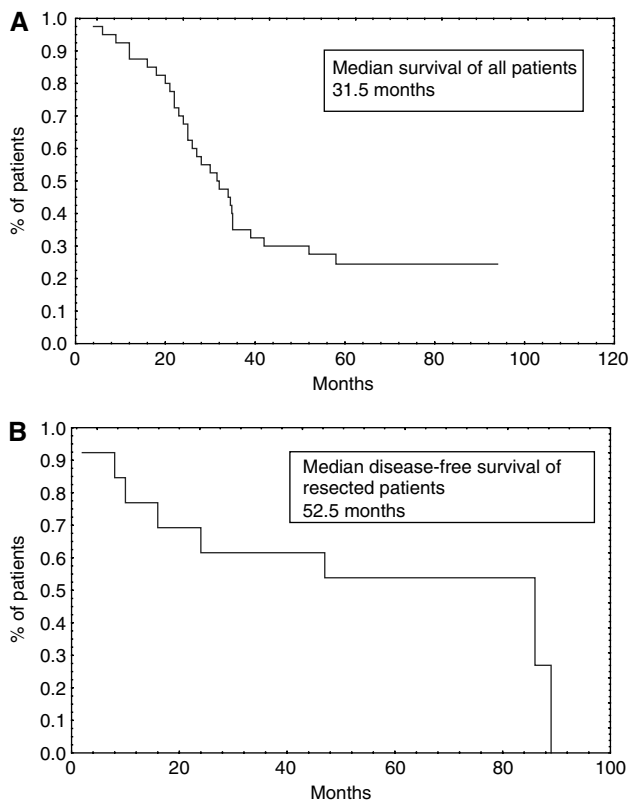 A
1.0
0.9
0.8
0.7
0.6
0.5
0.4
0.3
0.2
0.1
0.0
% of patients
Median survival of all patients
31.5 months
0 20 40 60 80 100 120
Months
B
1.0
0.9
0.8
0.7
0.6
0.5
0.4
0.3
0.2
0.1
0.0
% of patients
Median disease-free survival of
resected patients
52.5 months
0 20 40 60 80 100
Months